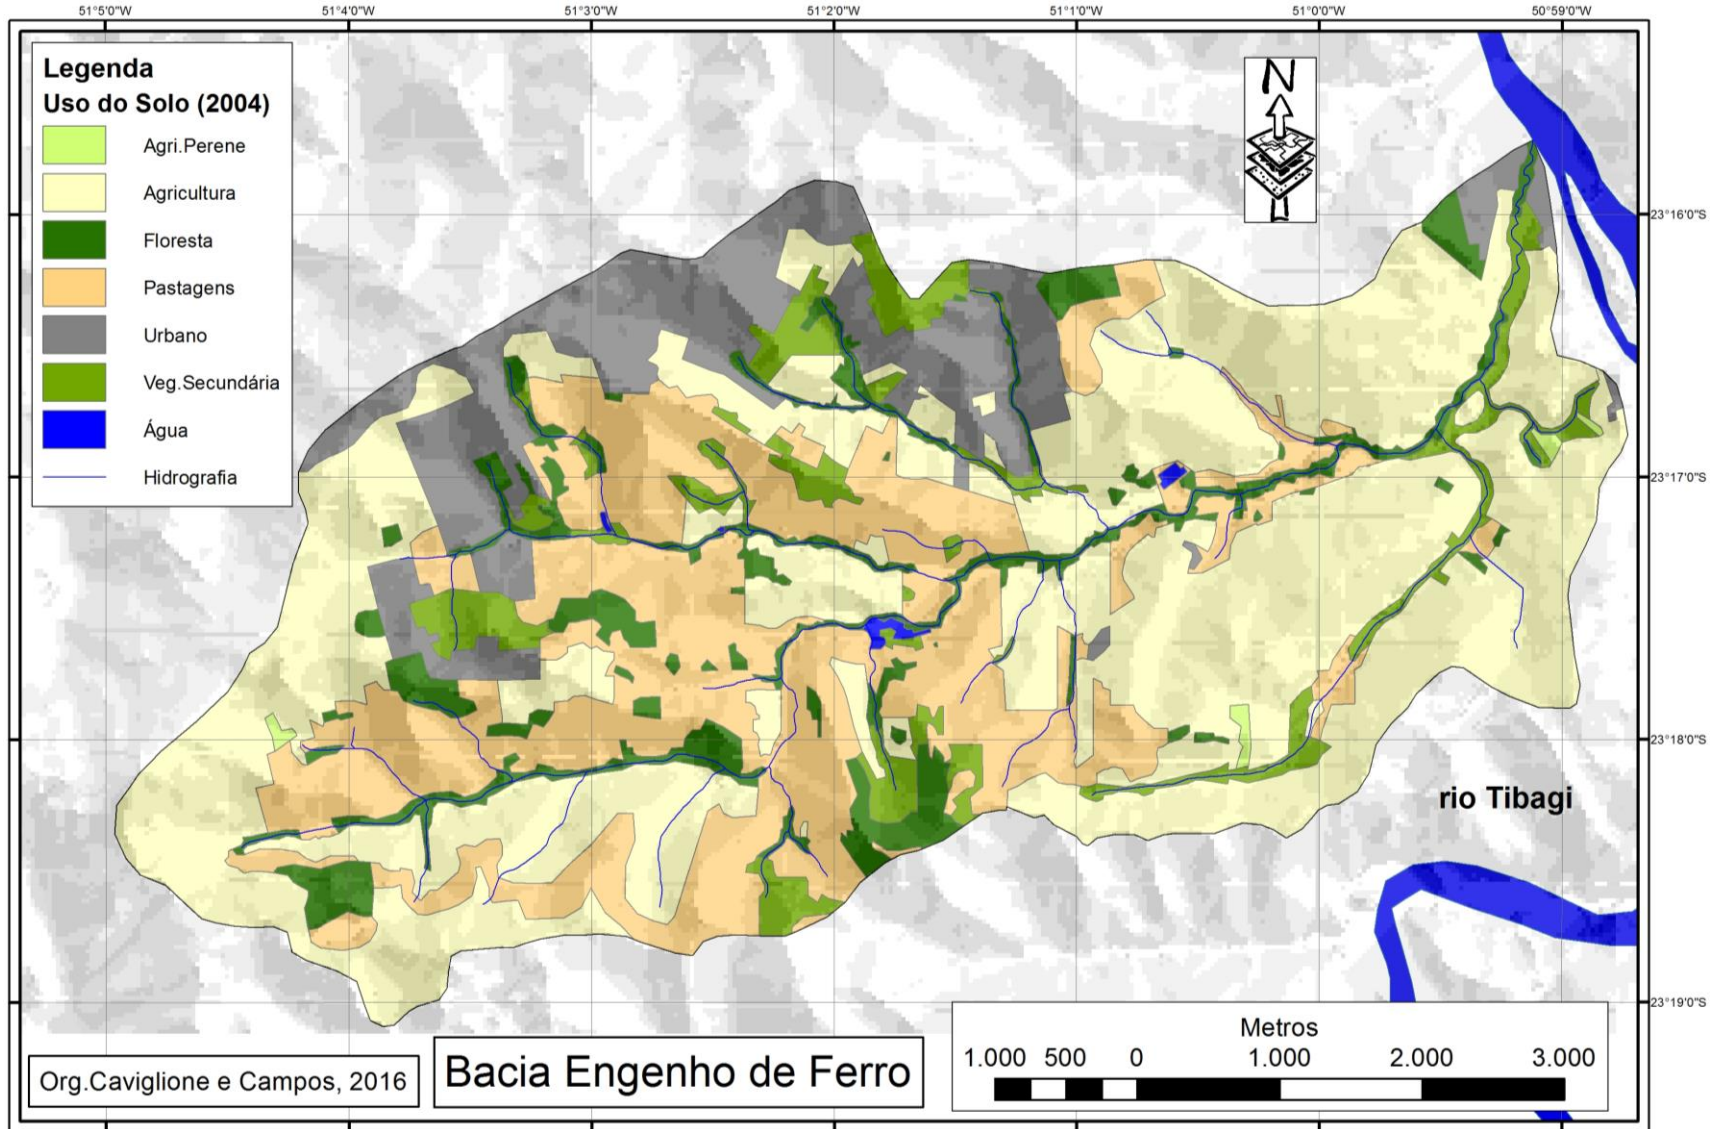 51°5'0"W 51°4'0"W 51°3'0"W 51°2'0"W 51°1'0"W 51°0'0"W 50°59'0"W
Legenda
Uso do Solo (2004)
Agri.Perene
Agricultura
Floresta
Pastagens
Urbano
Veg.Secundária
Água
Hidrografia
N
23°16'0"S
23°17'0"S
23°18'0"S
rio Tibagi
23°19'0"S
Metros
1.000 500 0 1.000 2.000 3.000
Bacia Engenho de Ferro
Org.Caviglione e Campos, 2016